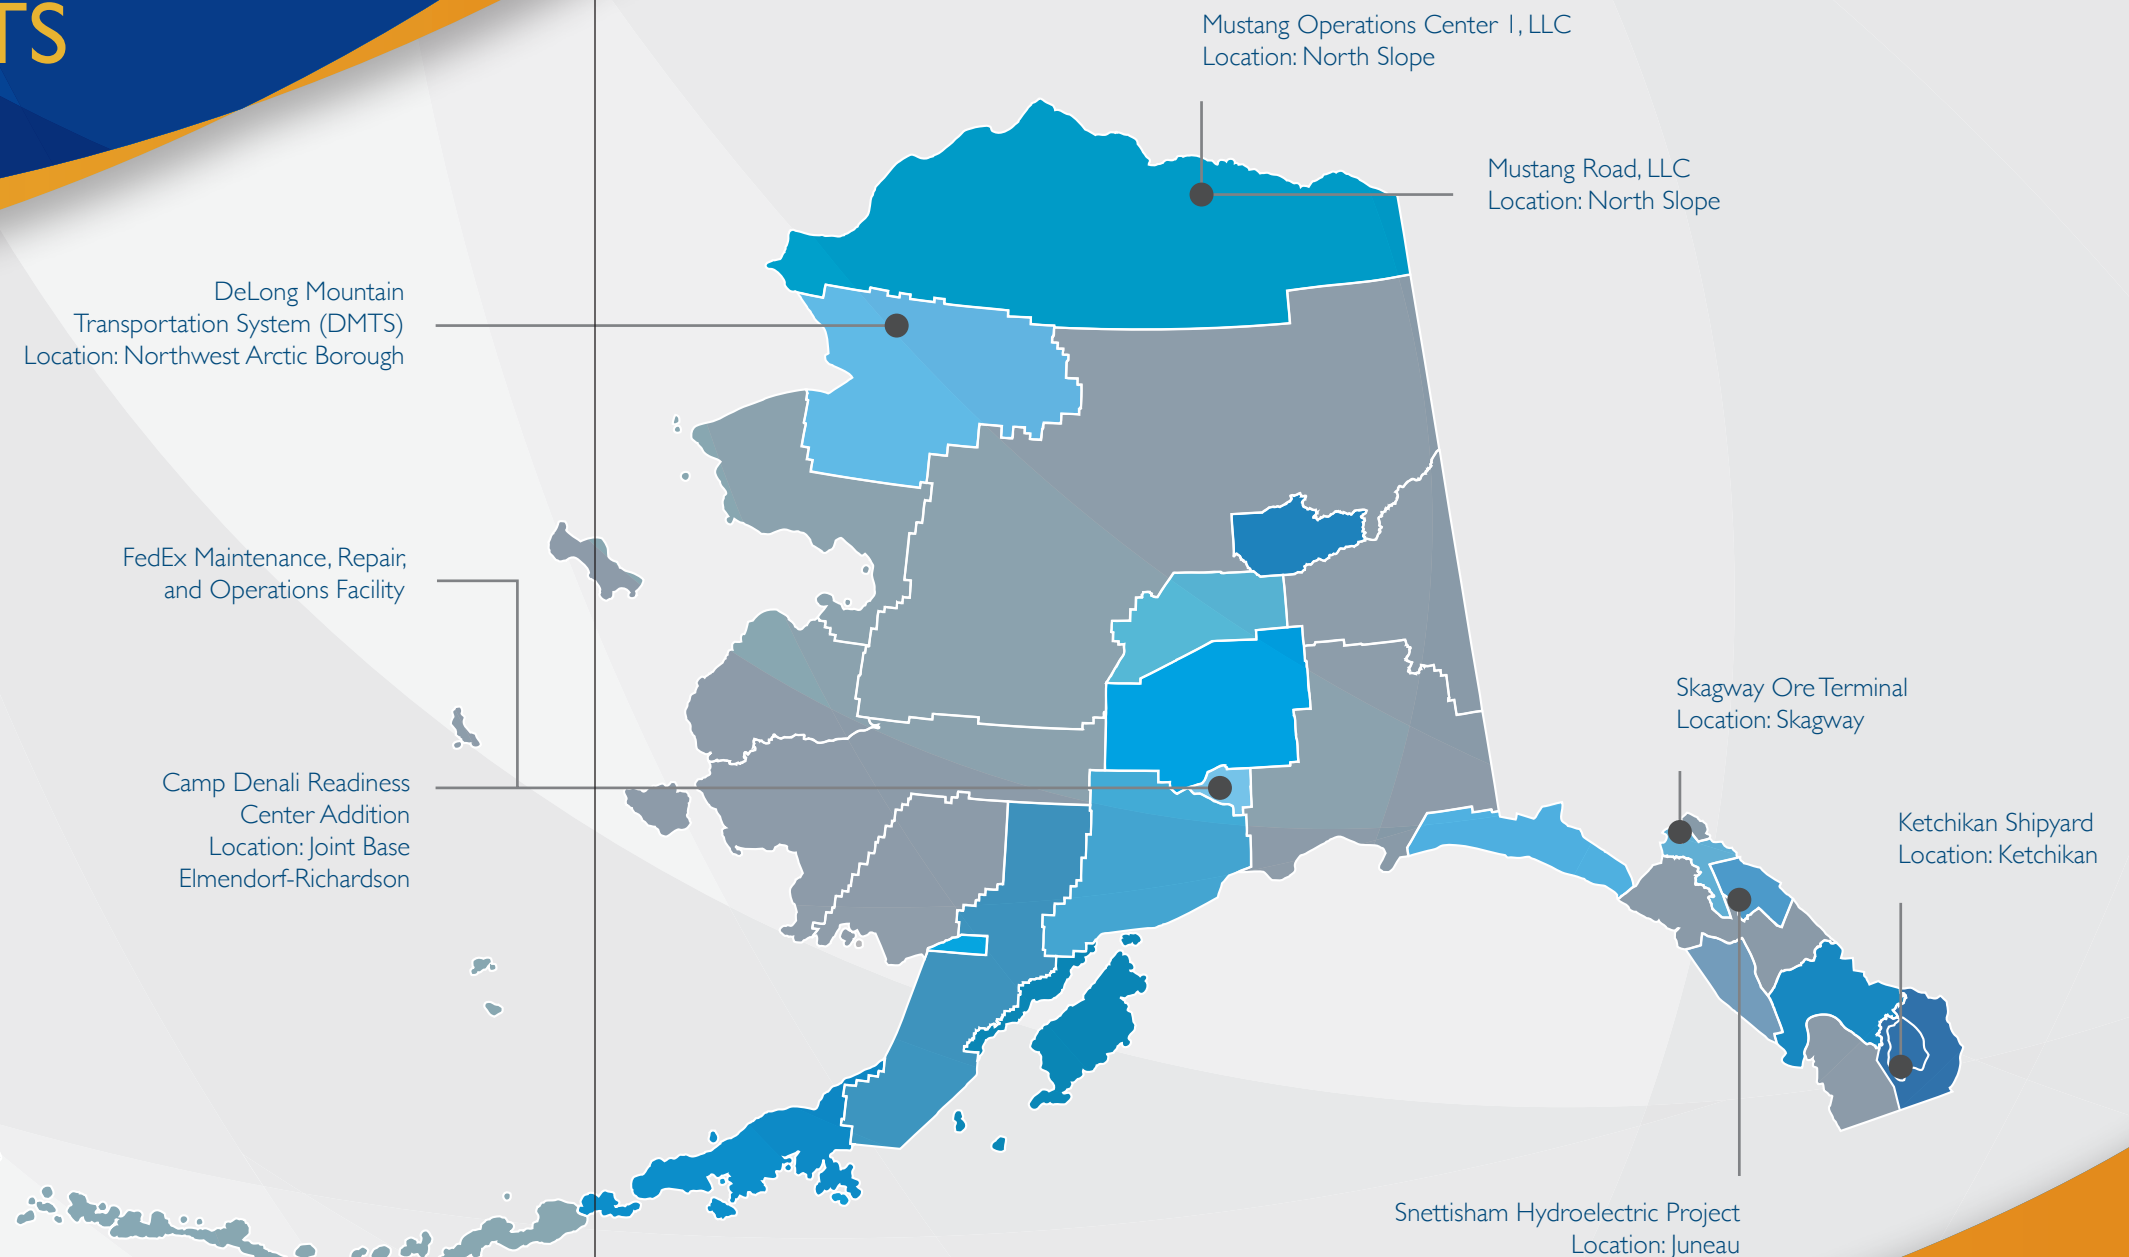 TS
Mustang Operations Center 1, LLC
Location: North Slope
Mustang Road, LLC
Location: North Slope
DeLong Mountain
Transportation System (DMTS)
Location: Northwest Arctic Borough
FedEx Maintenance, Repair,
and Operations Facility
Camp Denali Readiness
Center Addition
Location: Joint Base
Elmendorf-Richardson
Skagway Ore Terminal
Location: Skagway
Ketchikan Shipyard
Location: Ketchikan
Snettisham Hydroelectric Project
Location: Juneau